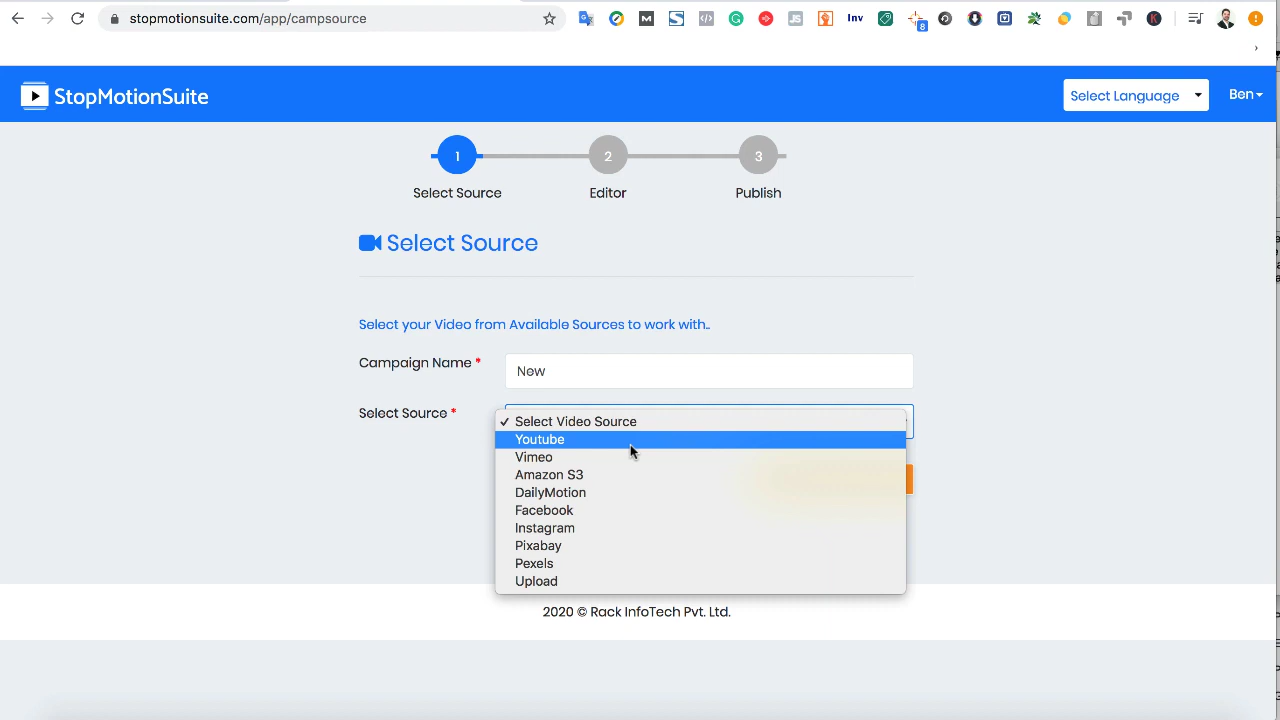 stopmotionsuite.com/app/campsource
Inv
8
StopMotionSuite
Select Language
Ben
1
2
3
Select Source
Editor
Publish
Select Source
Select your Video from Available Sources to work with..
Campaign Name *
New
Select Source *
✓ Select Video Source
Youtube
Vimeo
Amazon S3
DailyMotion
Facebook
Instagram
Pixabay
Pexels
Upload
2020 © Rack InfoTech Pvt. Ltd.